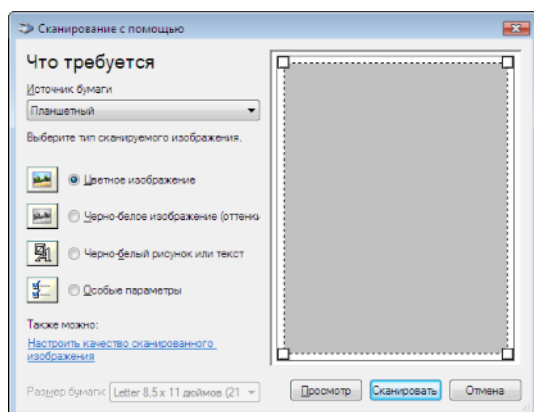 Сканирование с помощью
Что требуется
Источник бумаги
Планшетный
Выберите тип сканируемого изображения.
Цветное изображение
Черно-белое изображение (оттенки
Черно-белый рисунок или текст
Особые параметры
Также можно:
Настроить качество сканированного
изображения
Размер бумаги: Letter 8,5 x 11 дюймов (21
Просмотр Сканировать Отмена